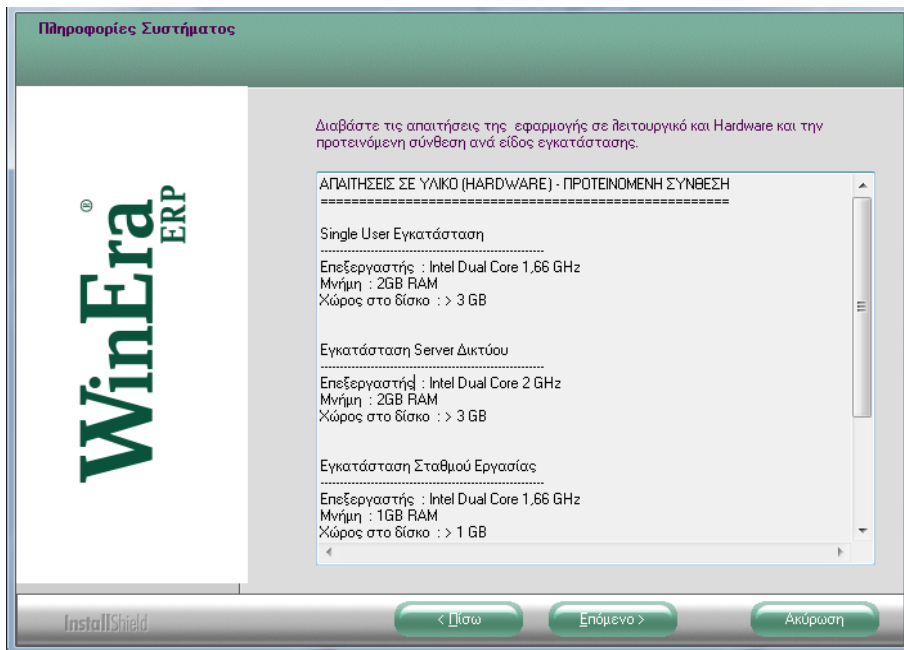 Πληροφορίες Συστήματος
Διαβάστε τις απαιτήσεις της εφαρμογής σε λειτουργικό και Hardware και την
προτεινόμενη σύνθεση ανά είδος εγκατάστασης.
WinEra®
ERP
ΑΠΑΙΤΗΣΕΙΣ ΣΕ ΥΛΙΚΟ (HARDWARE) - ΠΡΟΤΕΙΝΟΜΕΝΗ ΣΥΝΘΕΣΗ
=====================================================
Single User Εγκατάσταση
--------------------------------------------------------
Επεξεργαστής : Intel Dual Core 1,66 GHz
Μνήμη : 2GB RAM
Χώρος στο δίσκο : > 3 GB
Εγκατάσταση Server Δικτύου
--------------------------------------------------------
Επεξεργαστής : Intel Dual Core 2 GHz
Μνήμη : 2GB RAM
Χώρος στο δίσκο : > 3 GB
Εγκατάσταση Σταθμού Εργασίας
--------------------------------------------------------
Επεξεργαστής : Intel Dual Core 1,66 GHz
Μνήμη : 1GB RAM
Χώρος στο δίσκο : > 1 GB
InstallShield
< Πίσω
Επόμενο >
Ακύρωση